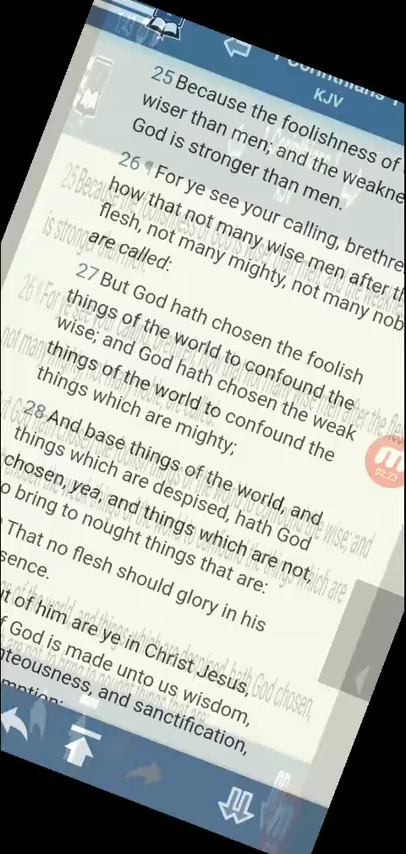 1 Corinthians 1
KJV
25 Because the foolishness of
wiser than men; and the weakne
God is stronger than men.
26 ¶ For ye see your calling, brethre
how that not many wise men after th
flesh, not many mighty, not many nob
are called:
27 But God hath chosen the foolish
things of the world to confound the
wise; and God hath chosen the weak
things of the world to confound the
things which are mighty;
28 And base things of the world, and
things which are despised, hath God
chosen, yea, and things which are not,
o bring to nought things that are:
That no flesh should glory in his
sence.
ut of him are ye in Christ Jesus,
f God is made unto us wisdom,
hteousness, and sanctification,
mption:
02:23